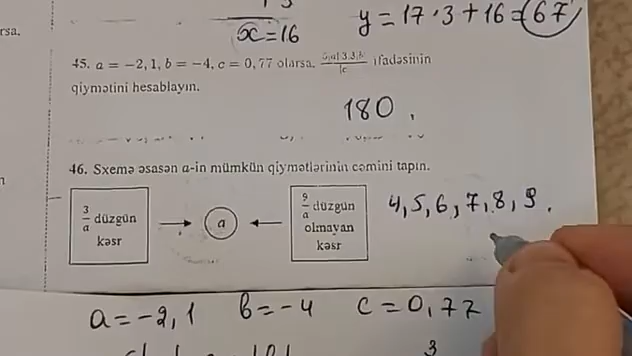 x=16
y=17·3+16=67
rsa.
45. a = −2,1, b = −4, c = 0,77 olarsa, ifadəsinin
qiymətini hesablayın.
180.
46. Sxemə əsasən a-in mümkün qiymətlərinin cəmini tapın.
3/a düzgün kəsr
a
9/a düzgün olmayan kəsr
4,5,6,7,8,9.
a=−2,1 b=−4 c=0,77